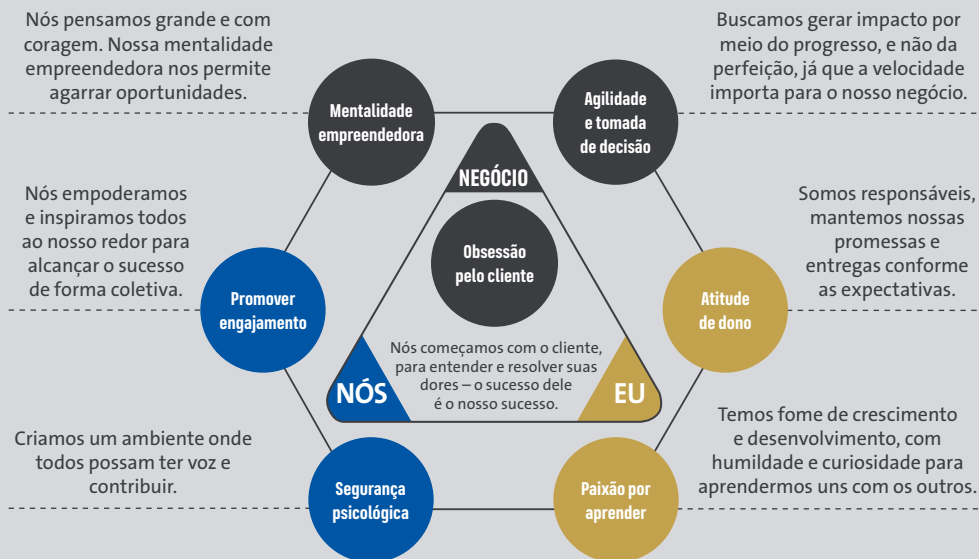 Nós pensamos grande e com
coragem. Nossa mentalidade
empreendedora nos permite
agarrar oportunidades.
Mentalidade
empreendedora
Agilidade
e tomada
de decisão
Buscamos gerar impacto por
meio do progresso, e não da
perfeição, já que a velocidade
importa para o nosso negócio.
NEGÓCIO
Obsessão
pelo cliente
Nós começamos com o cliente,
para entender e resolver suas
dores – o sucesso dele
é o nosso sucesso.
NÓS
EU
Nós empoderamos
e inspiramos todos
ao nosso redor para
alcançar o sucesso
de forma coletiva.
Promover
engajamento
Atitude
de dono
Somos responsáveis,
mantemos nossas
promessas e
entregas conforme
as expectativas.
Criamos um ambiente onde
todos possam ter voz e
contribuir.
Segurança
psicológica
Paixão por
aprender
Temos fome de crescimento
e desenvolvimento, com
humildade e curiosidade para
aprendermos uns com os outros.